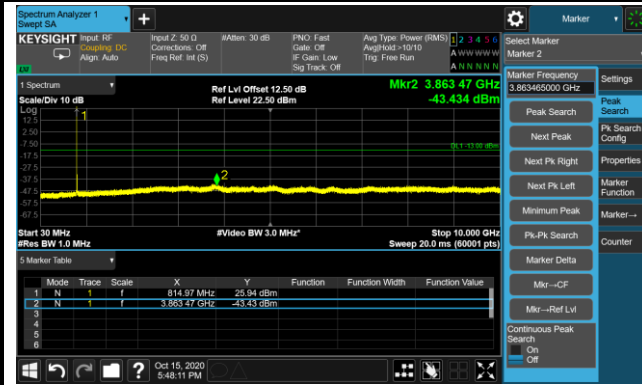 Spectrum Analyzer 1
Swept SA
Marker
KEYSIGHT
Input: RF
Coupling: DC
Align: Auto
Input Z: 50 Ω
Corrections: Off
Freq Ref: Int (S)
#Atten: 30 dB
PNO: Fast
Gate: Off
IF Gain: Low
Sig Track: Off
Avg Type: Power (RMS)
Avg|Hold:>10/10
Trig: Free Run
1 2 3 4 5 6
A W W W W W
A N N N N N
Select Marker
Marker 2
1 Spectrum
Scale/Div 10 dB
Log
Ref Lvl Offset 12.50 dB
Ref Level 22.50 dBm
Mkr2 3.863 47 GHz
-43.434 dBm
12.5
2.50
-7.50
-17.5
-27.5
-37.5
-47.5
-57.5
-67.5
1
2
DL1 -13.00 dBm
Start 30 MHz
#Res BW 1.0 MHz
#Video BW 3.0 MHz*
Stop 10.000 GHz
Sweep 20.0 ms (60001 pts)
5 Marker Table
Mode Trace Scale X Y Function Function Width Function Value
1 N 1 f 814.97 MHz 25.94 dBm
2 N 1 f 3.863 47 GHz -43.43 dBm
3
4
5
6
Marker Frequency
3.863465000 GHz
Peak Search
Next Peak
Next Pk Right
Next Pk Left
Minimum Peak
Pk-Pk Search
Marker Delta
Mkr→CF
Mkr→Ref Lvl
Continuous Peak
Search
On
Off
Settings
Peak
Search
Pk Search
Config
Properties
Marker
Function
Marker→
Counter
Oct 15, 2020
5:48:11 PM